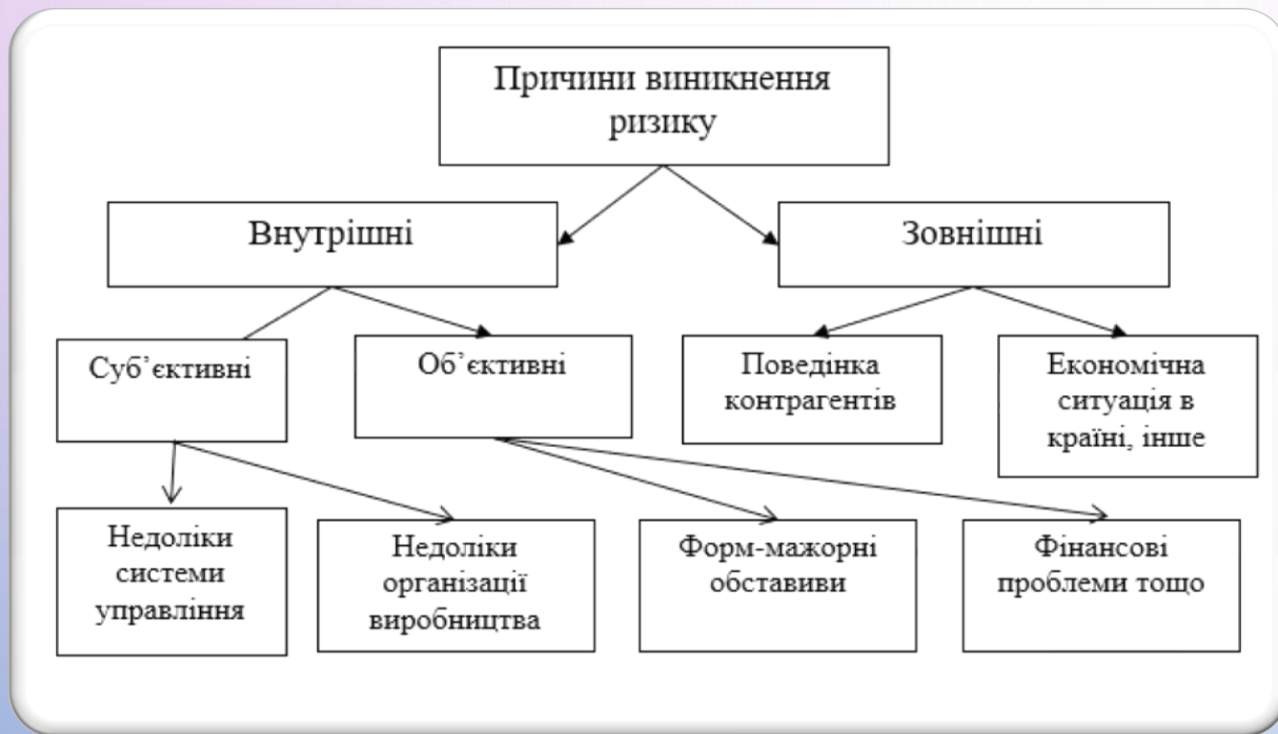 Причини виникнення
ризику
Внутрішні
Зовнішні
Суб’єктивні
Об’єктивні
Поведінка
контрагентів
Економічна
ситуація в
країні, інше
Недоліки
системи
управління
Недоліки
організації
виробництва
Форм-мажорні
обставиви
Фінансові
проблеми тощо